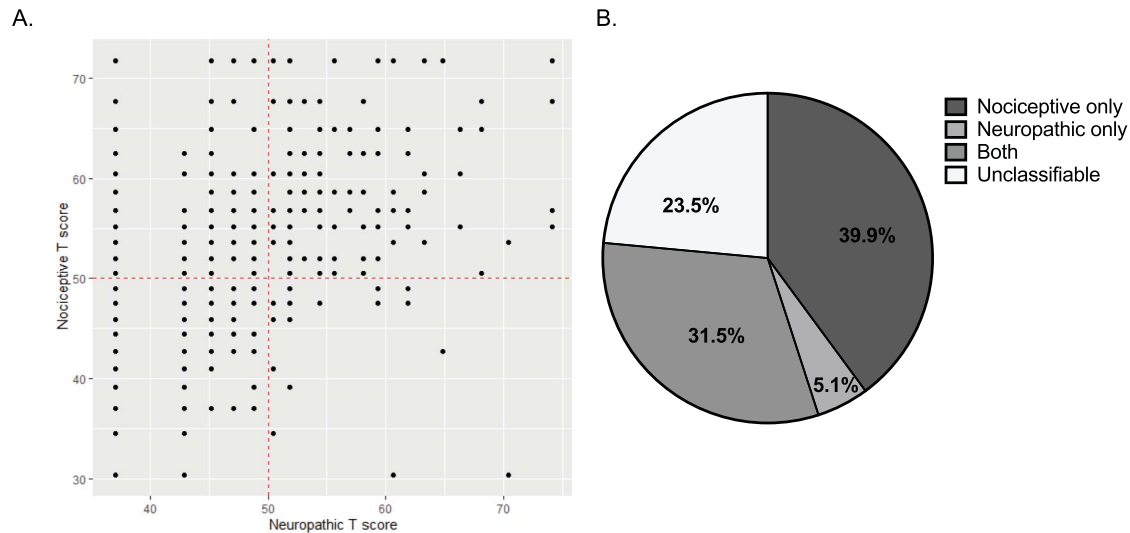 A.
B.
70
60
50
40
30
Nociceptive T score
40
50
60
70
Neuropathic T score
23.5%
39.9%
31.5%
5.1%
Nociceptive only
Neuropathic only
Both
Unclassifiable